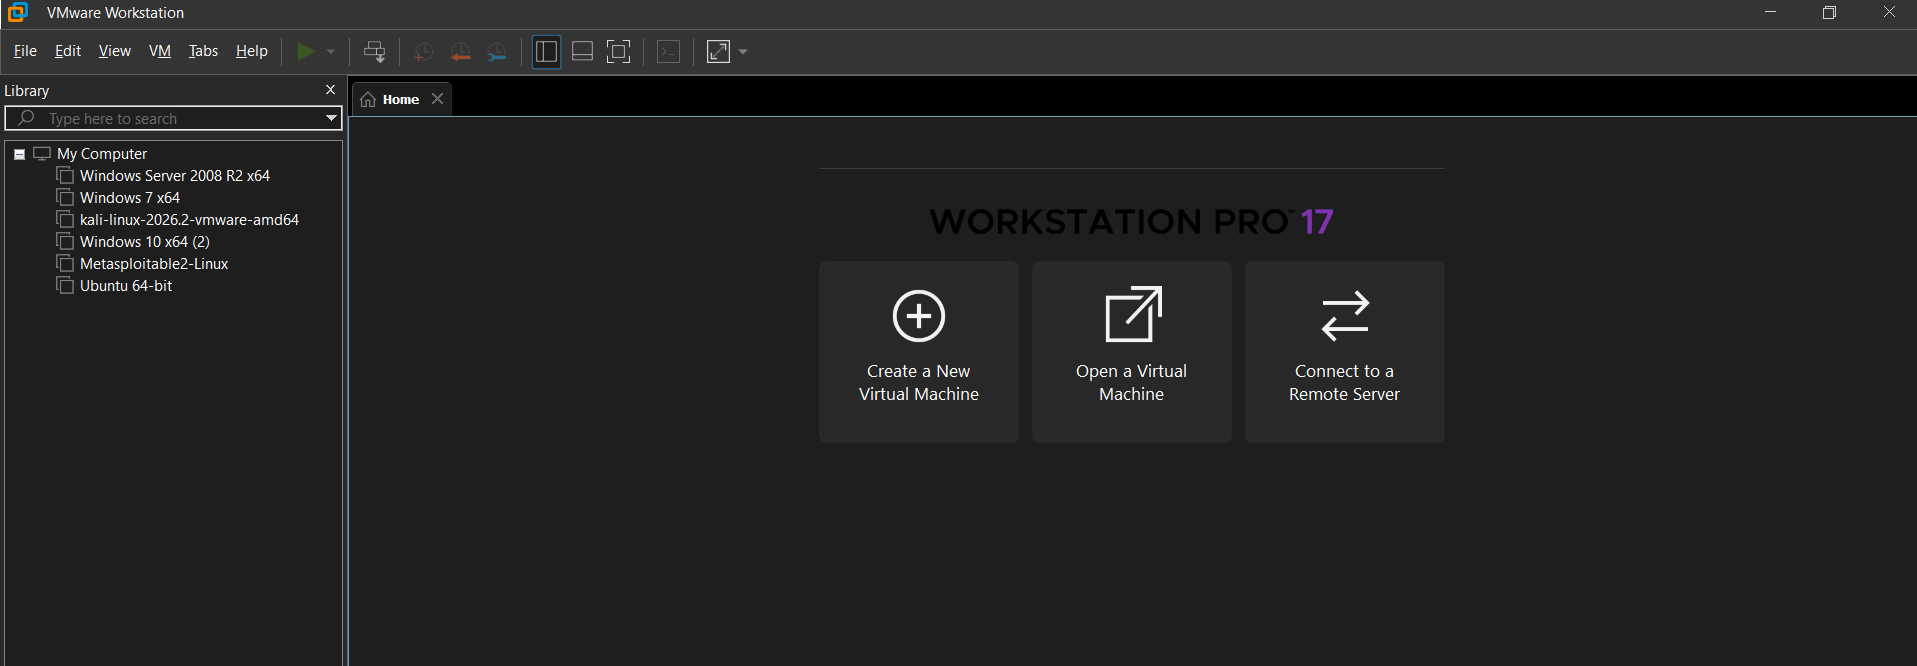 VMware Workstation
File Edit View VM Tabs Help
Library
Home
Type here to search
My Computer
Windows Server 2008 R2 x64
Windows 7 x64
kali-linux-2026.2-vmware-amd64
Windows 10 x64 (2)
Metasploitable2-Linux
Ubuntu 64-bit
WORKSTATION PRO™ 17
Create a New
Virtual Machine
Open a Virtual
Machine
Connect to a
Remote Server